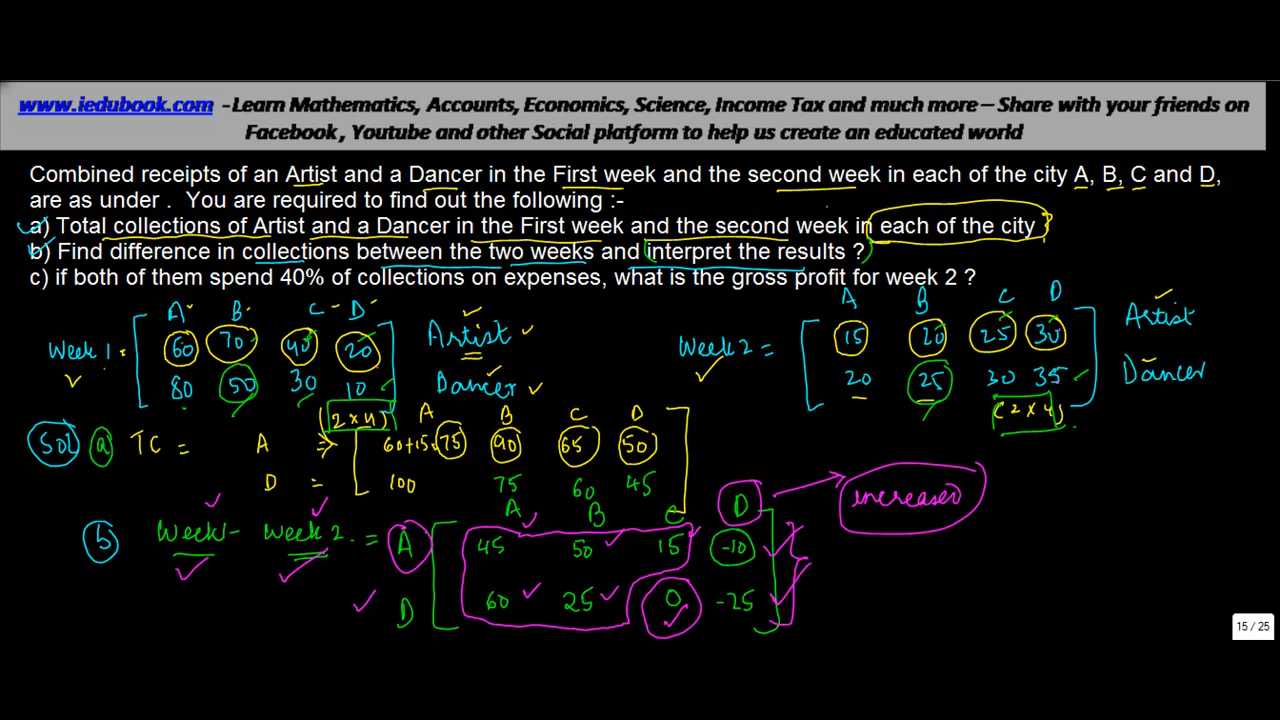 www.iedubook.com - Learn Mathematics, Accounts, Economics, Science, Income Tax and much more – Share with your friends on
Facebook, Youtube and other Social platform to help us create an educated world
Combined receipts of an Artist and a Dancer in the First week and the second week in each of the city A, B, C and D,
are as under . You are required to find out the following :-
a) Total collections of Artist and a Dancer in the First week and the second week in each of the city ?
b) Find difference in collections between the two weeks and interpret the results ?
c) if both of them spend 40% of collections on expenses, what is the gross profit for week 2 ?
A B C D
Week 1 = 60 70 40 20 Artist
80 50 30 10 Dancer
(2 x 4)
A B C D
Week 2 = 15 20 25 30 Artist
20 25 30 35 Dancer
(2 x 4)
A B C D
Sol a TC = A ⇒ 60+15=75 90 65 50
D = 100 75 60 45
A B C D increased
b Week1 - Week 2. = A 45 50 15 -10
D 60 25 0 -25
15 / 25